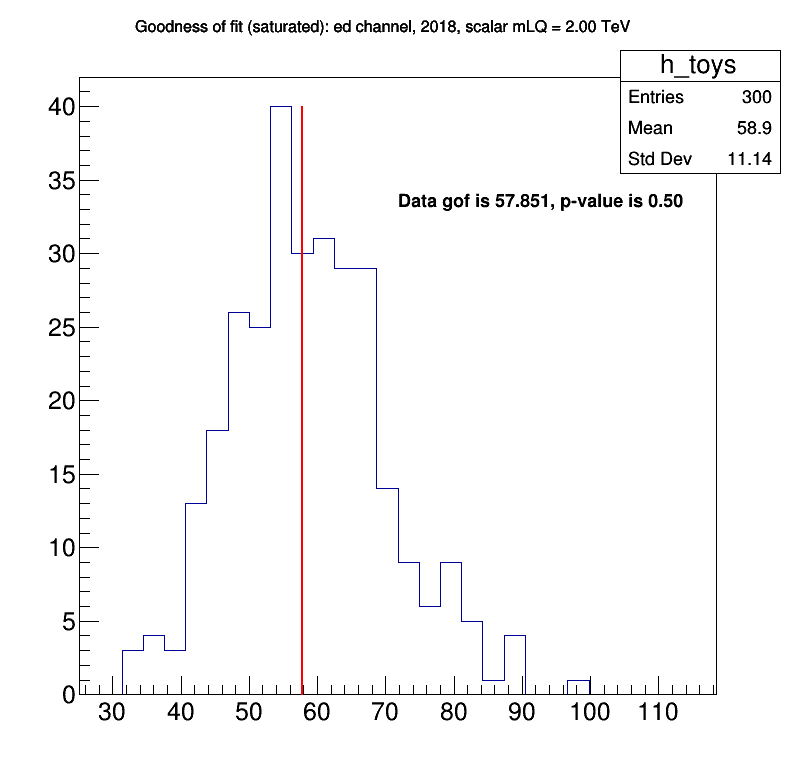 Goodness of fit (saturated): ed channel, 2018, scalar mLQ = 2.00 TeV
h_toys
Entries 300
Mean 58.9
Std Dev 11.14
Data gof is 57.851, p-value is 0.50
40
35
30
25
20
15
10
5
0
30 40 50 60 70 80 90 100 110